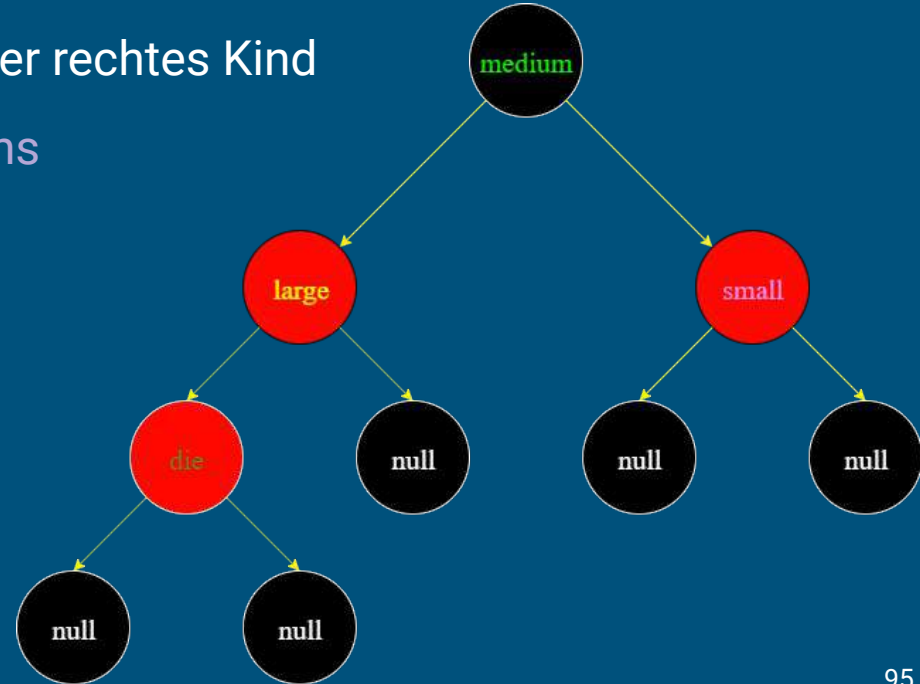 er rechtes Kind
ns
medium
large
small
die
null
null
null
null
null
95